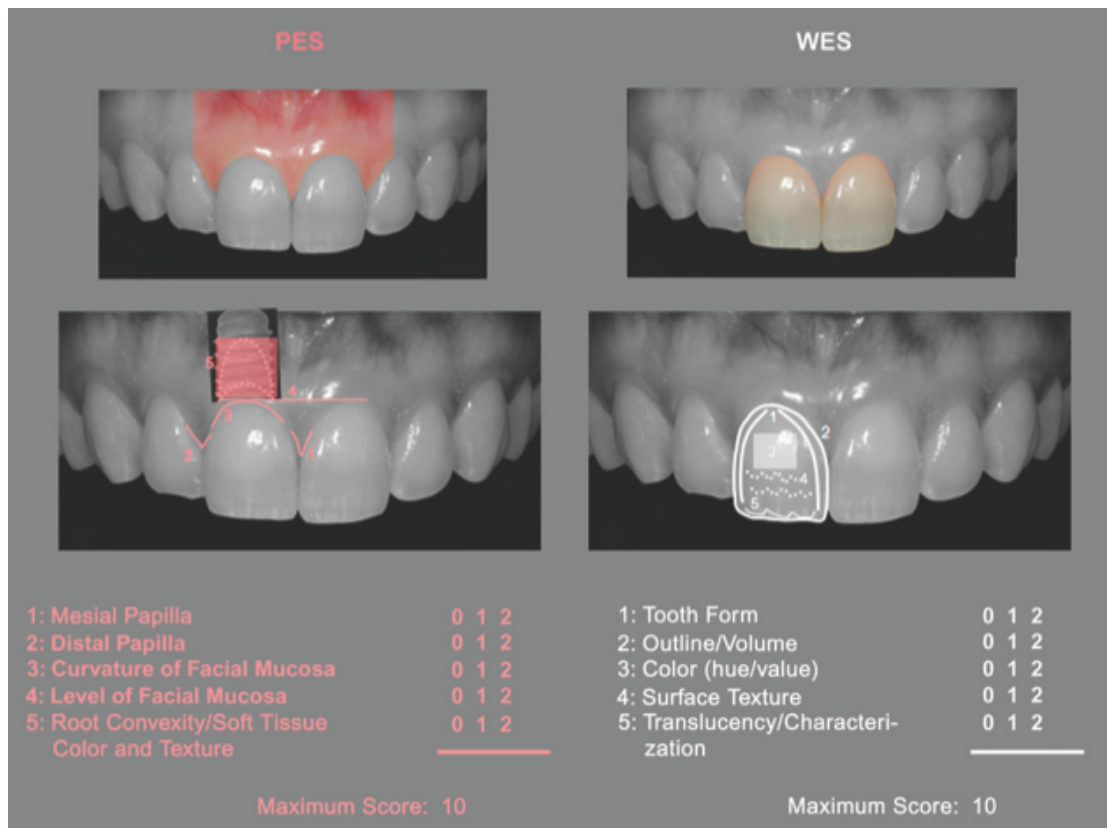 PES
WES
5
4
3
2
1
1
2
3
4
5
1: Mesial Papilla 0 1 2
2: Distal Papilla 0 1 2
3: Curvature of Facial Mucosa 0 1 2
4: Level of Facial Mucosa 0 1 2
5: Root Convexity/Soft Tissue 0 1 2
Color and Texture
Maximum Score: 10
1: Tooth Form 0 1 2
2: Outline/Volume 0 1 2
3: Color (hue/value) 0 1 2
4: Surface Texture 0 1 2
5: Translucency/Characteri- 0 1 2
zation
Maximum Score: 10